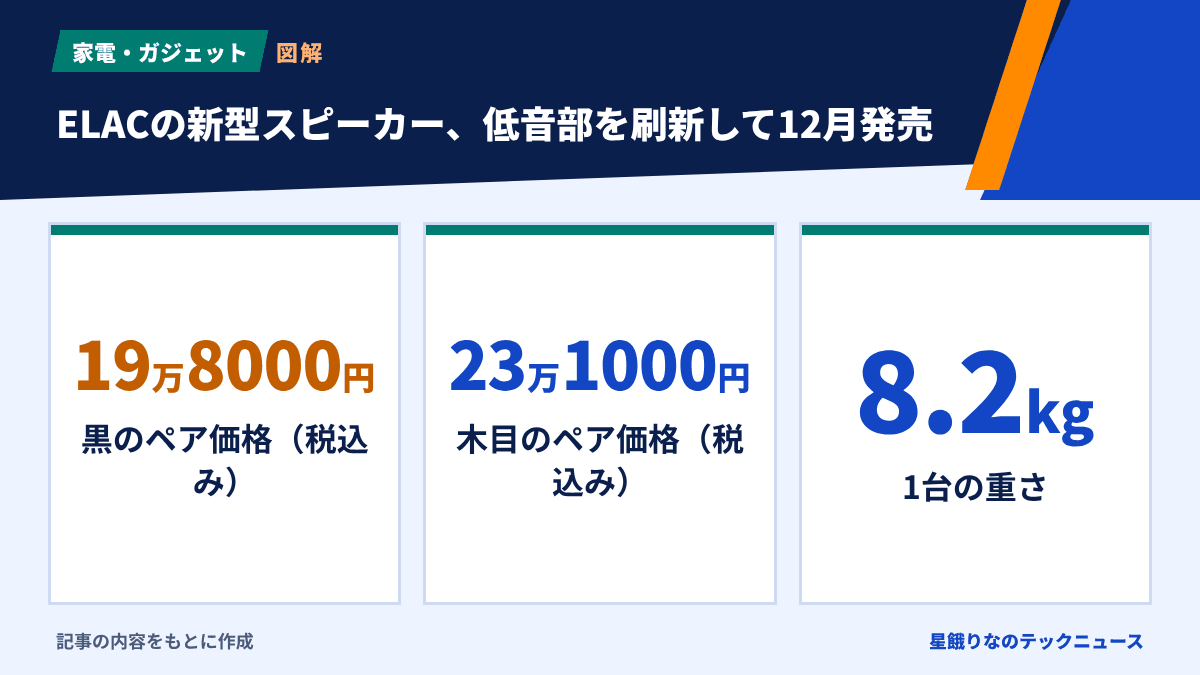 家電・ガジェット 図解
ELACの新型スピーカー、低音部を刷新して12月発売
19万8000円
黒のペア価格（税込
み）
23万1000円
木目のペア価格（税
込み）
8.2kg
1台の重さ
記事の内容をもとに作成
星餓りなのテックニュース